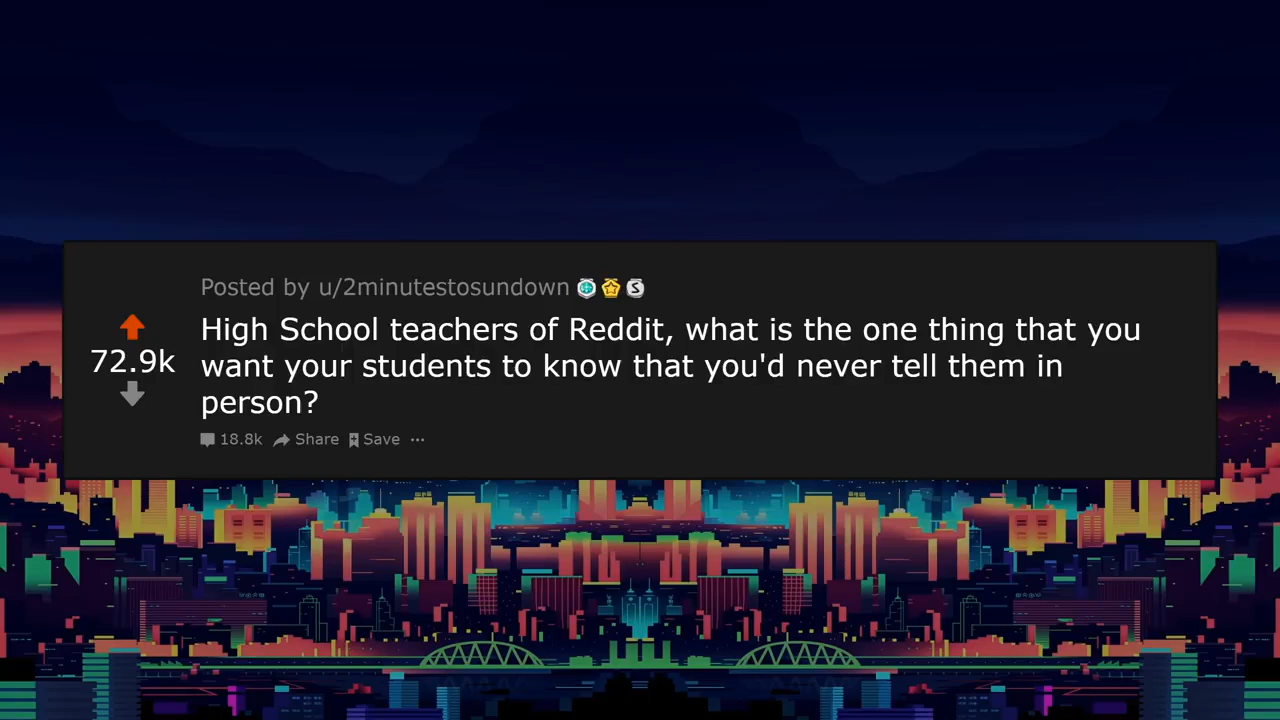 Posted by u/2minutestosundown
High School teachers of Reddit, what is the one thing that you
72.9k
want your students to know that you'd never tell them in
person?
18.8k Share Save ...